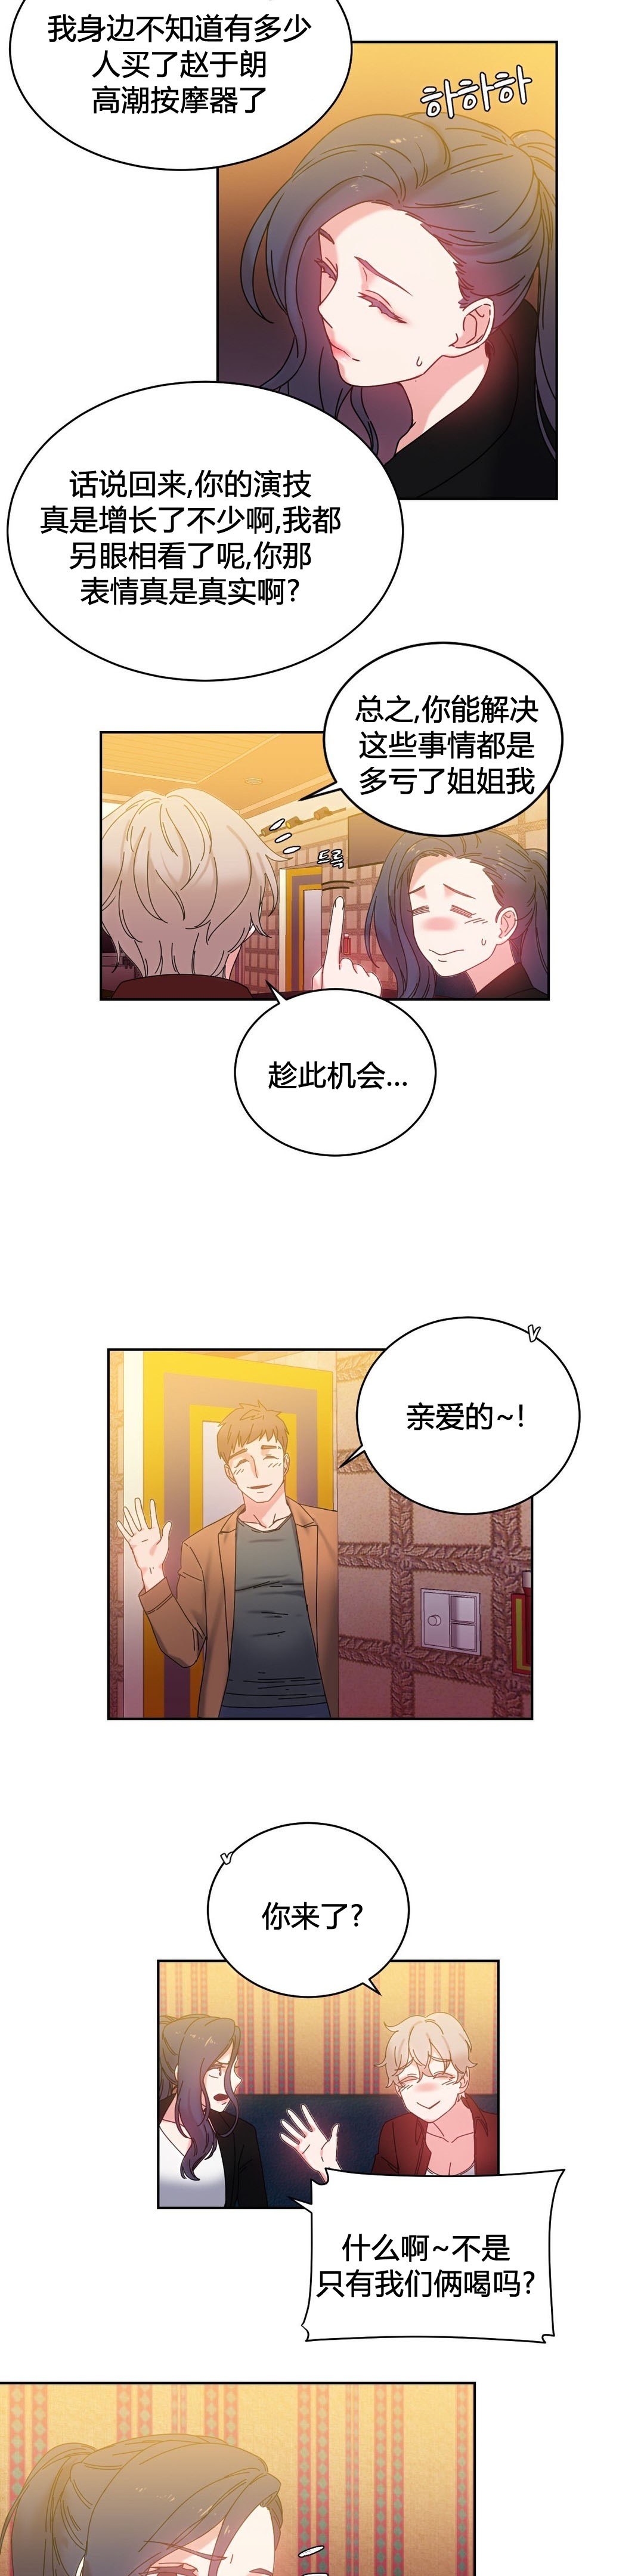 我身边不知道有多少
人买了赵于朗
高潮按摩器了
하하하
话说回来,你的演技
真是增长了不少啊,我都
另眼相看了呢,你那
表情真是真实啊?
总之,你能解决
这些事情都是
多亏了姐姐我
趁此机会...
亲爱的~!
你来了?
什么啊~不是
只有我们俩喝吗?